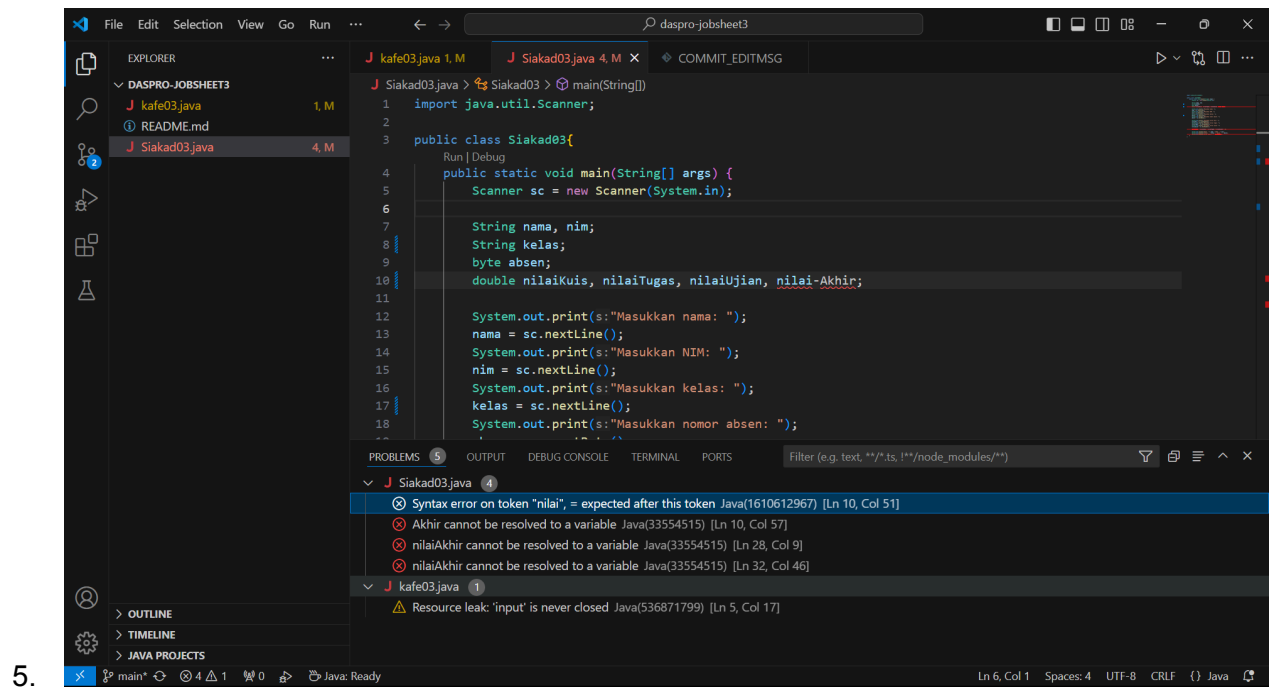 File Edit Selection View Go Run ··· daspro-jobsheet3
EXPLORER ···
DASPRO-JOBSHEET3
J kafe03.java 1, M
README.md
J Siakad03.java 4, M
2
J kafe03.java 1, M J Siakad03.java 4, M COMMIT_EDITMSG
J Siakad03.java > Siakad03 > main(String[])
1 import java.util.Scanner;
2
3 public class Siakad03{
Run | Debug
4 public static void main(String[] args) {
5 Scanner sc = new Scanner(System.in);
6
7 String nama, nim;
8 String kelas;
9 byte absen;
10 double nilaiKuis, nilaiTugas, nilaiUjian, nilai-Akhir;
11
12 System.out.print(s:"Masukkan nama: ");
13 nama = sc.nextLine();
14 System.out.print(s:"Masukkan NIM: ");
15 nim = sc.nextLine();
16 System.out.print(s:"Masukkan kelas: ");
17 kelas = sc.nextLine();
18 System.out.print(s:"Masukkan nomor absen: ");
PROBLEMS 5 OUTPUT DEBUG CONSOLE TERMINAL PORTS Filter (e.g. text, **/*.ts, !**/node_modules/**)
J Siakad03.java 4
Syntax error on token "nilai", = expected after this token Java(1610612967) [Ln 10, Col 51]
Akhir cannot be resolved to a variable Java(33554515) [Ln 10, Col 57]
nilaiAkhir cannot be resolved to a variable Java(33554515) [Ln 28, Col 9]
nilaiAkhir cannot be resolved to a variable Java(33554515) [Ln 32, Col 46]
J kafe03.java 1
Resource leak: 'input' is never closed Java(536871799) [Ln 5, Col 17]
OUTLINE
TIMELINE
JAVA PROJECTS
5.
main* 4 1 0 Java: Ready Ln 6, Col 1 Spaces: 4 UTF-8 CRLF {} Java